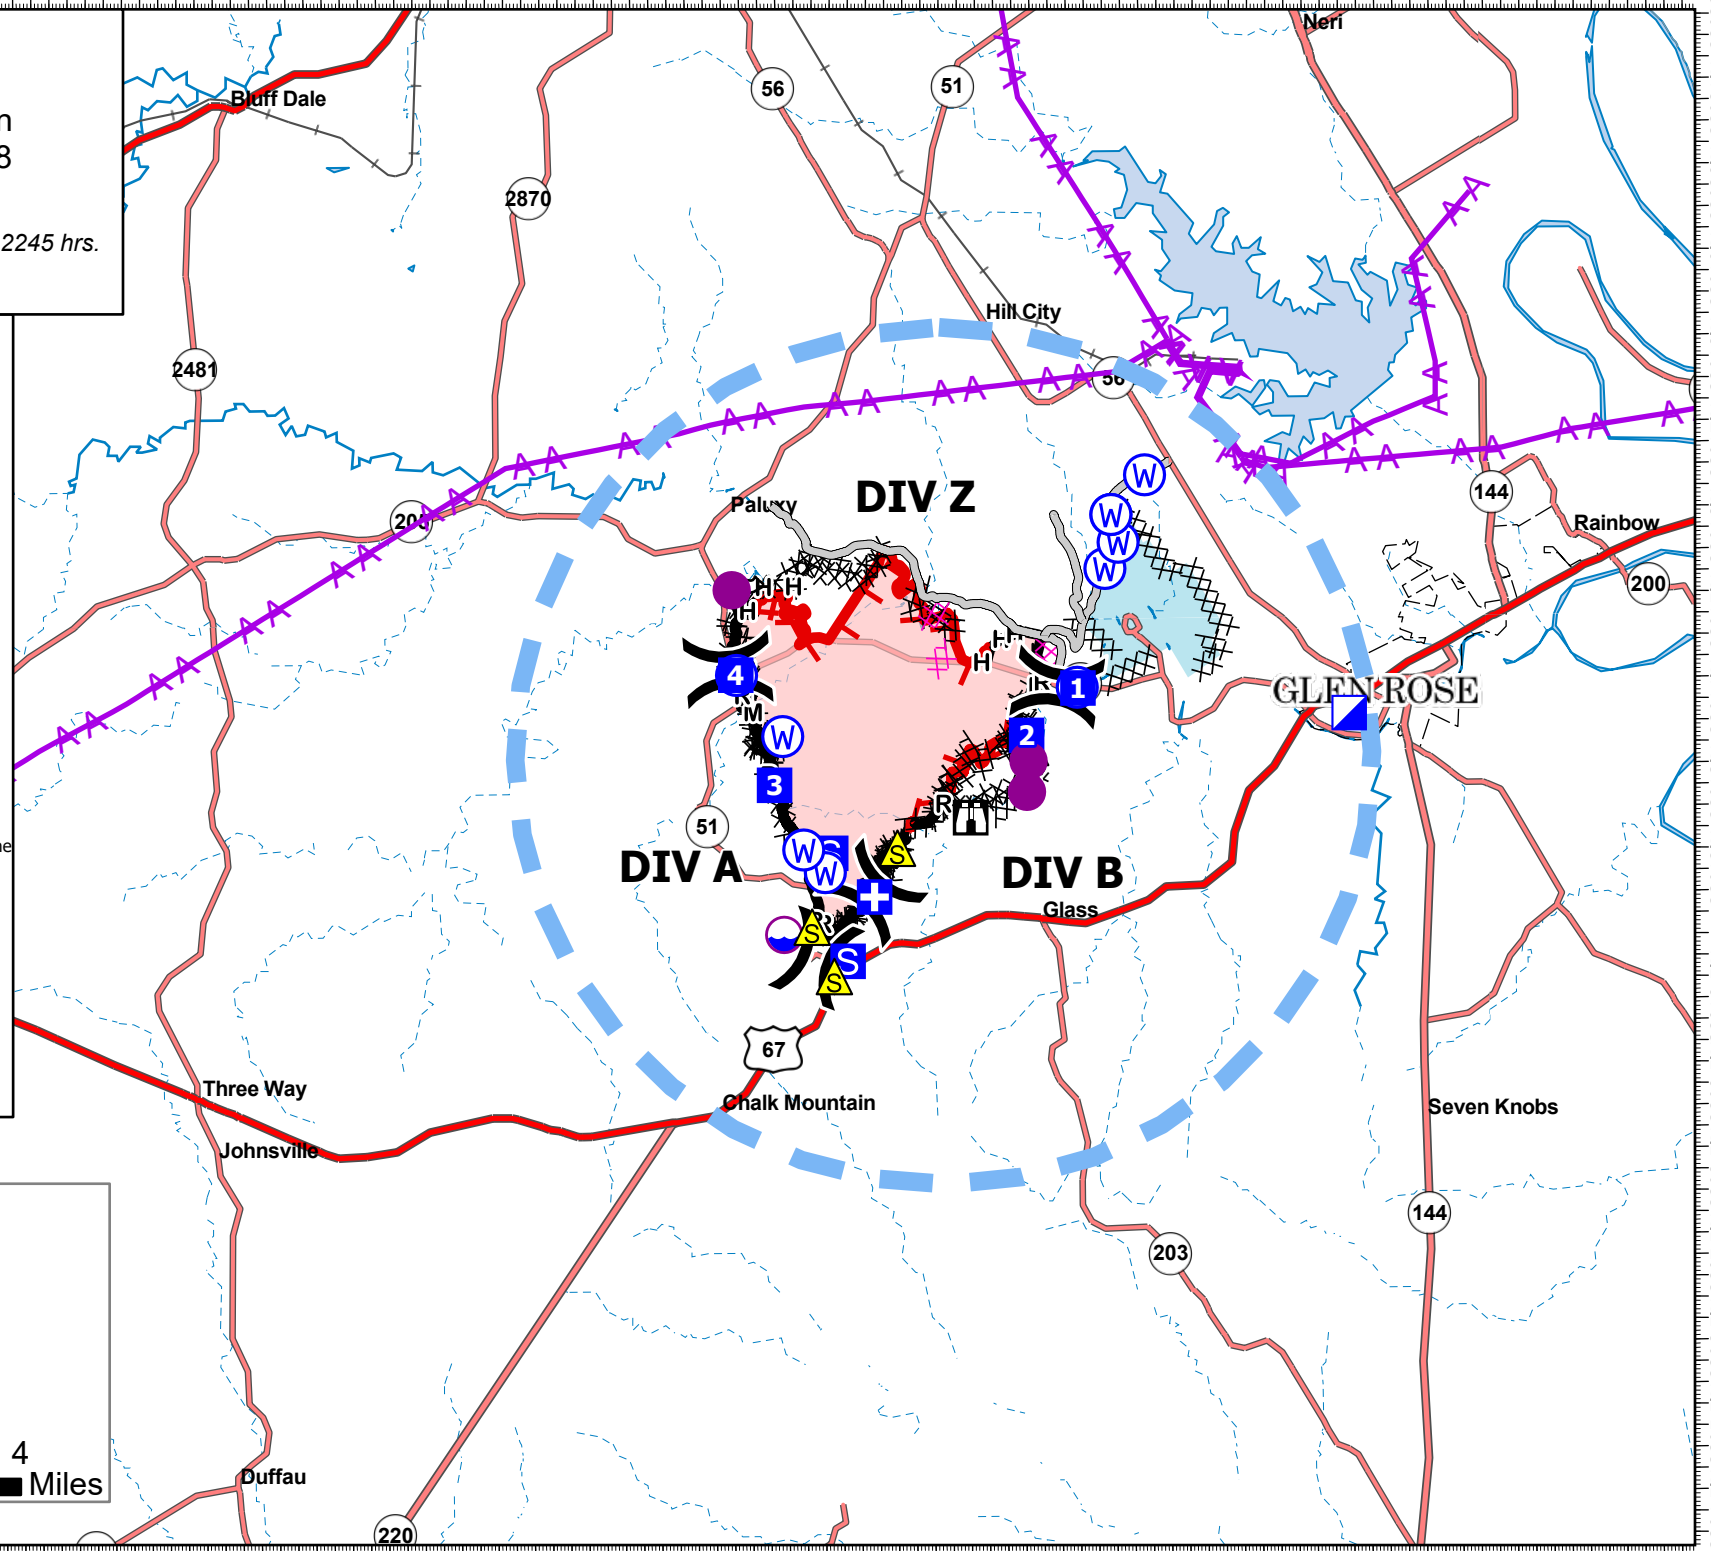 Neri
n
8
2245 hrs.
Bluff Dale
56
51
2870
Hill City
2481
56
Paluxy
DIV Z
W
W
W
W
144
Rainbow
200
H
H
H
H
H
4
1
IR
GLEN ROSE
M
W
2
3
R
51
DIV A
W
S
W
S
DIV B
Glass
S
S
S
67
Three Way
Chalk Mountain
Seven Knobs
Johnsville
144
203
4
Miles
Duffau
220